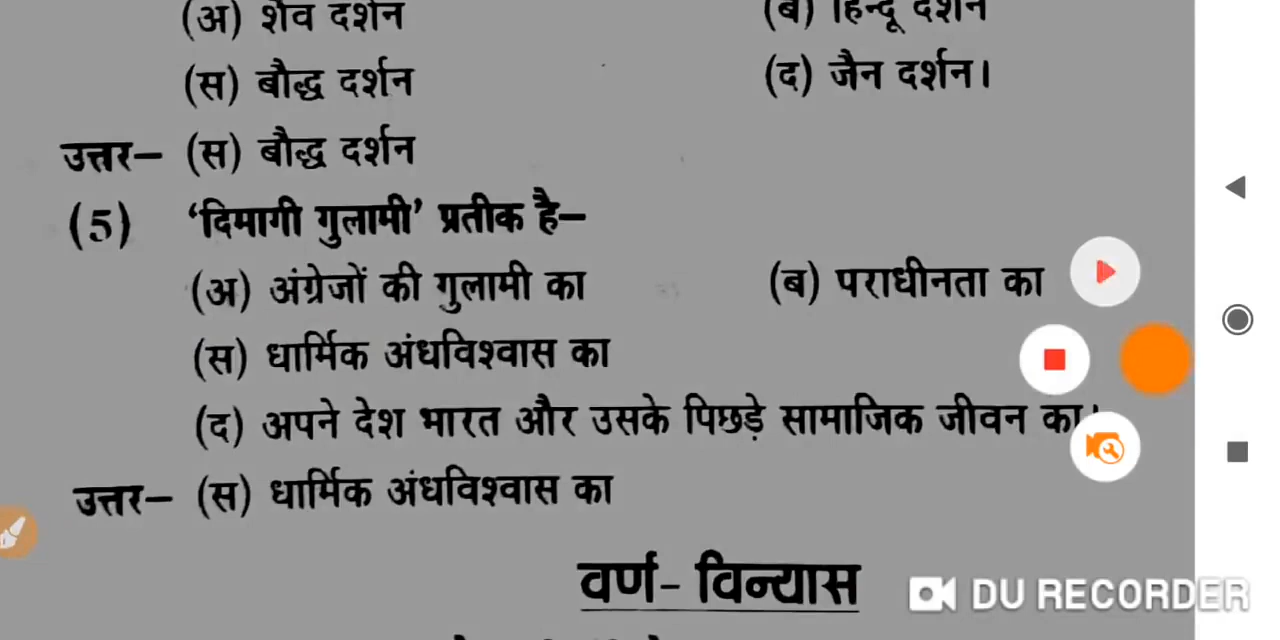 (अ) शैव दर्शन (ब) हिन्दू दर्शन
(स) बौद्ध दर्शन (द) जैन दर्शन।
उत्तर– (स) बौद्ध दर्शन
(5) ‘दिमागी गुलामी’ प्रतीक है–
(अ) अंग्रेजों की गुलामी का (ब) पराधीनता का
(स) धार्मिक अंधविश्वास का
(द) अपने देश भारत और उसके पिछड़े सामाजिक जीवन का।
उत्तर– (स) धार्मिक अंधविश्वास का
वर्ण- विन्यास
DU RECORDER